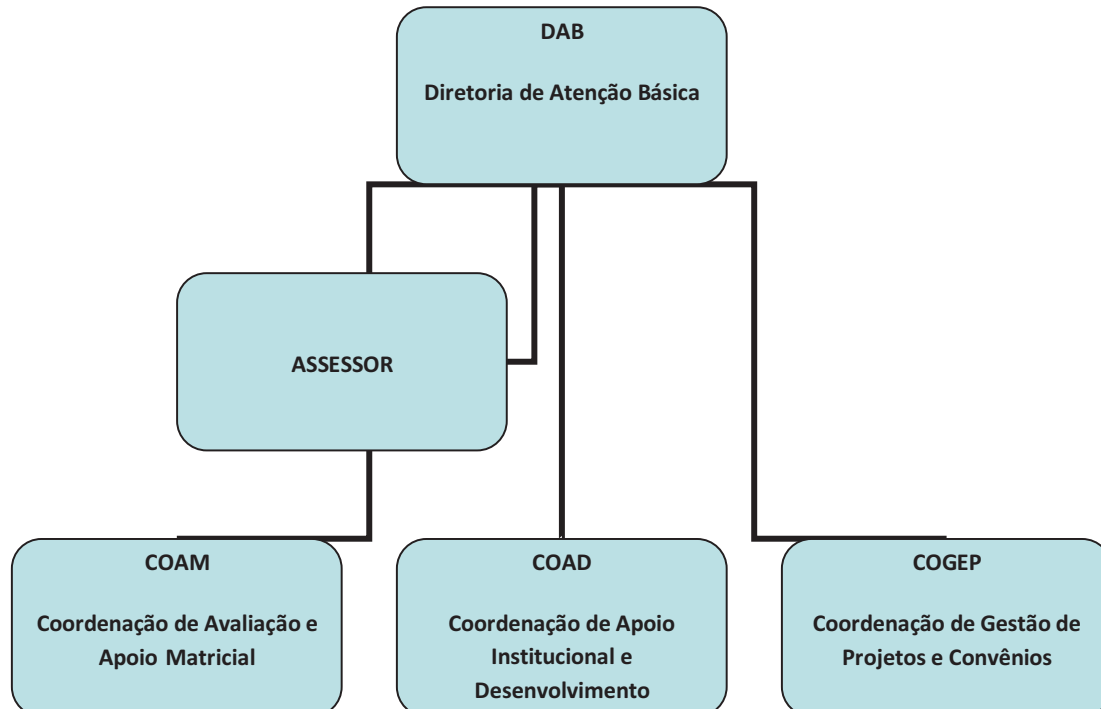 DAB
Diretoria de Atenção Básica
ASSESSOR
COAM
Coordenação de Avaliação e
Apoio Matricial
COAD
Coordenação de Apoio
Institucional e
Desenvolvimento
COGEP
Coordenação de Gestão de
Projetos e Convênios